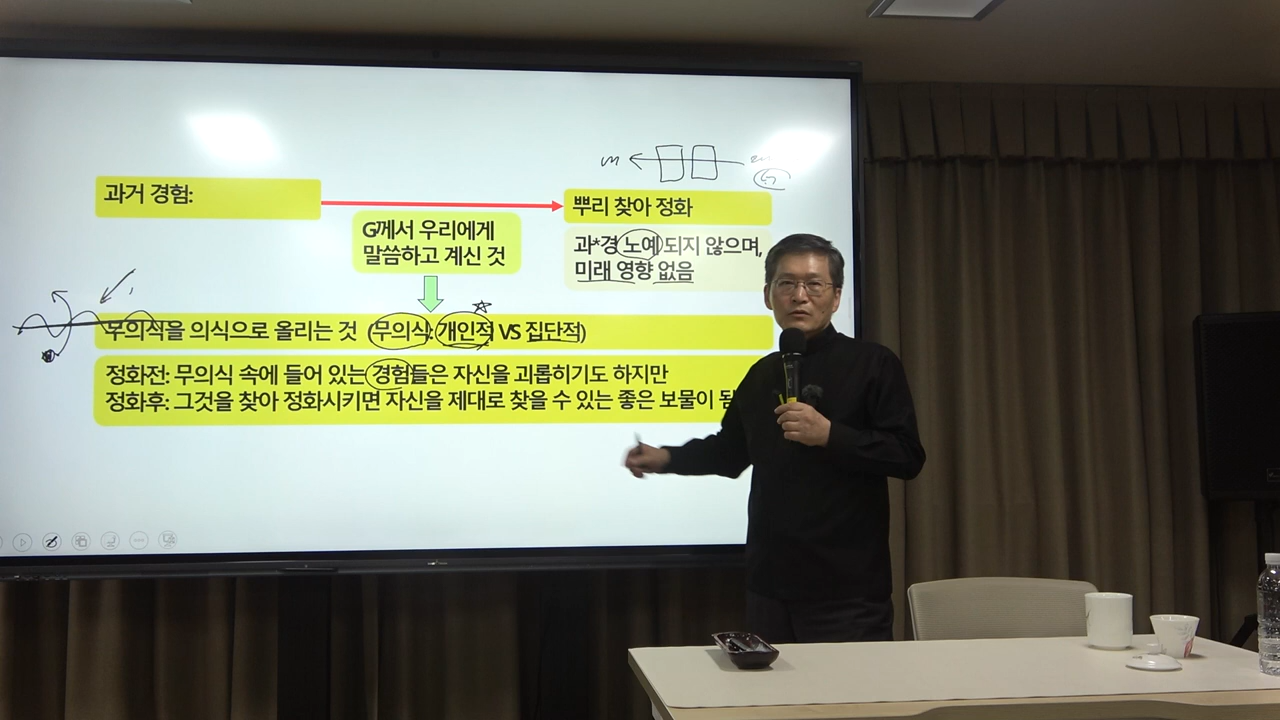 과거 경험:
뿌리 찾아 정화
G께서 우리에게
말씀하고 계신 것
과*경 노예 되지 않으며,
미래 영향 없음
무의식을 의식으로 올리는 것 (무의식: 개인적 VS 집단적)
정화전: 무의식 속에 들어 있는 경험들은 자신을 괴롭히기도 하지만
정화후: 그것을 찾아 정화시키면 자신을 제대로 찾을 수 있는 좋은 보물이 됨